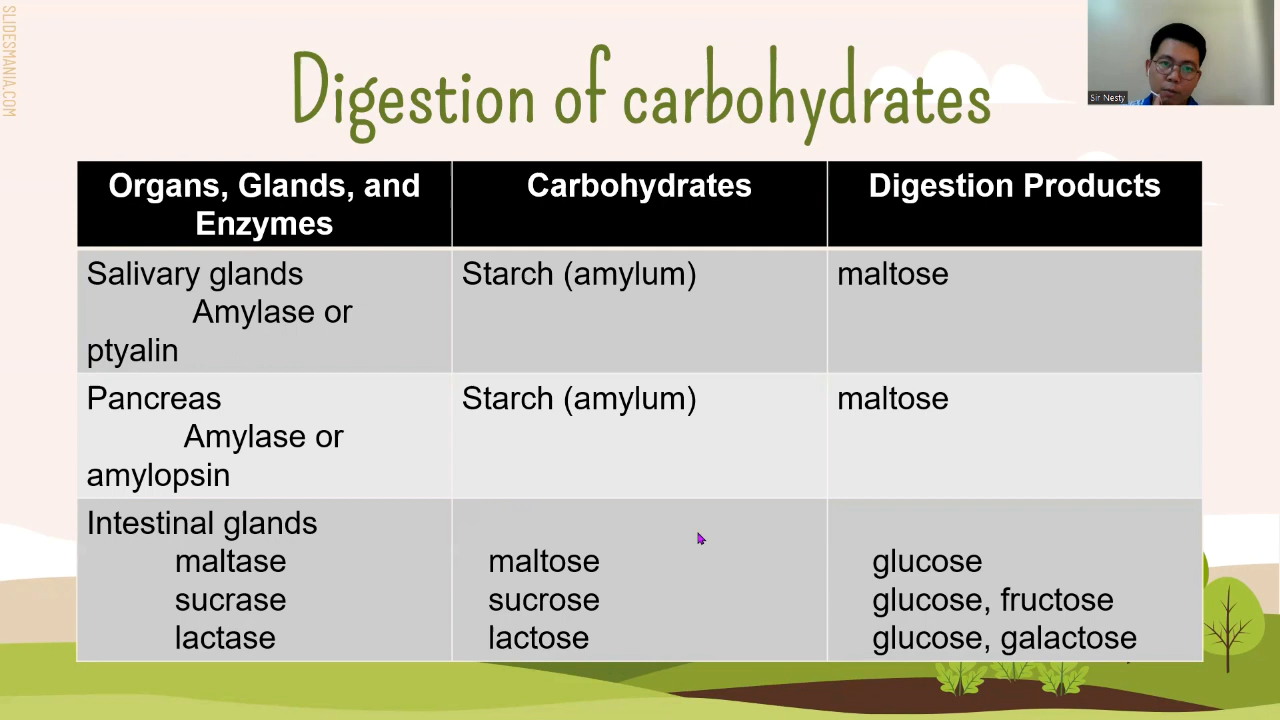 SLIDESMANIA.COM
Digestion of carbohydrates
Sir Nesty
Organs, Glands, and
Enzymes
Carbohydrates
Digestion Products
Salivary glands
Amylase or
ptyalin
Starch (amylum)
maltose
Pancreas
Amylase or
amylopsin
Starch (amylum)
maltose
Intestinal glands
maltase
maltose
glucose
sucrase
sucrose
glucose, fructose
lactase
lactose
glucose, galactose